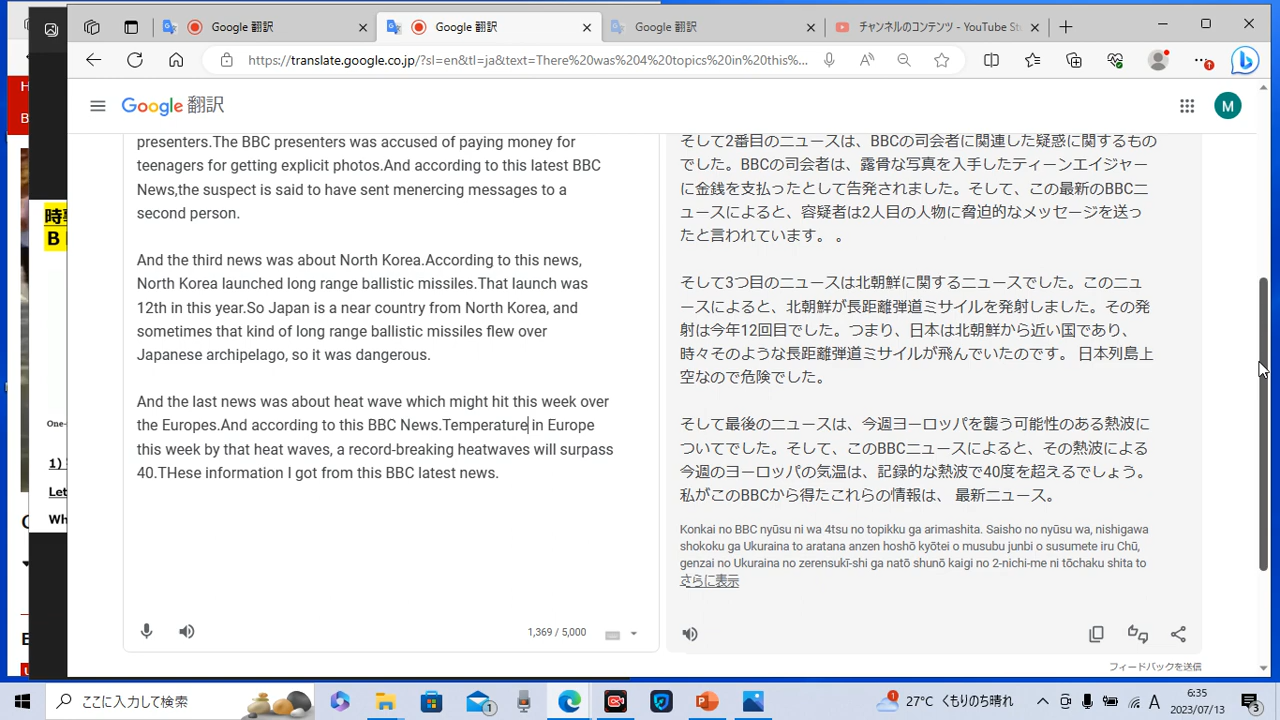 Google 翻訳
Google 翻訳
Google 翻訳
チャンネルのコンテンツ - YouTube St
https://translate.google.co.jp/?sl=en&tl=ja&text=There%20was%204%20topics%20in%20this%...
Google 翻訳
M
presenters.The BBC presenters was accused of paying money for
teenagers for getting explicit photos.And according to this latest BBC
News,the suspect is said to have sent menercing messages to a
second person.
And the third news was about North Korea.According to this news,
North Korea launched long range ballistic missiles.That launch was
12th in this year.So Japan is a near country from North Korea, and
sometimes that kind of long range ballistic missiles flew over
Japanese archipelago, so it was dangerous.
And the last news was about heat wave which might hit this week over
the Europes.And according to this BBC News.Temperature in Europe
this week by that heat waves, a record-breaking heatwaves will surpass
40.THese information I got from this BBC latest news.
1,369 / 5,000
そして2番目のニュースは、BBCの司会者に関連した疑惑に関するもの
でした。BBCの司会者は、露骨な写真を入手したティーンエイジャー
に金銭を支払ったとして告発されました。そして、この最新のBBCニ
ュースによると、容疑者は2人目の人物に脅迫的なメッセージを送っ
たと言われています。 。
そして3つ目のニュースは北朝鮮に関するニュースでした。このニュ
ースによると、北朝鮮が長距離弾道ミサイルを発射しました。その発
射は今年12回目でした。つまり、日本は北朝鮮から近い国であり、
時々そのような長距離弾道ミサイルが飛んでいたのです。 日本列島上
空なので危険でした。
そして最後のニュースは、今週ヨーロッパを襲う可能性のある熱波に
ついてでした。そして、このBBCニュースによると、その熱波による
今週のヨーロッパの気温は、記録的な熱波で40度を超えるでしょう。
私がこのBBCから得たこれらの情報は、 最新ニュース。
Konkai no BBC nyūsu ni wa 4tsu no topikku ga arimashita. Saisho no nyūsu wa, nishigawa
shokoku ga Ukuraina to aratana anzen hoshō kyōtei o musubu junbi o susumete iru Chū,
genzai no Ukuraina no zerensukī-shi ga natō shunō kaigi no 2-nichi-me ni tōchaku shita to
さらに表示
フィードバックを送信
時
B
One-
1)
Let
Wh
ここに入力して検索
1
27°C くもりのち晴れ
A
6:35
2023/07/13
3